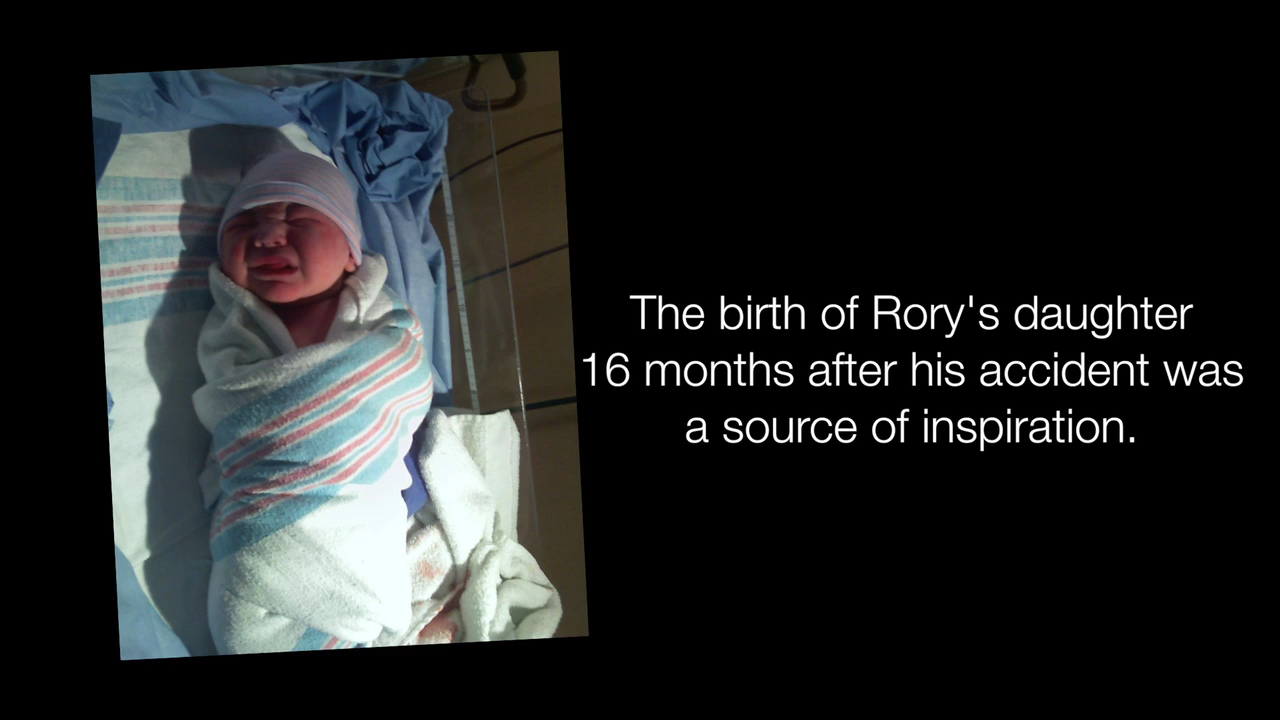 The birth of Rory's daughter
16 months after his accident was
a source of inspiration.